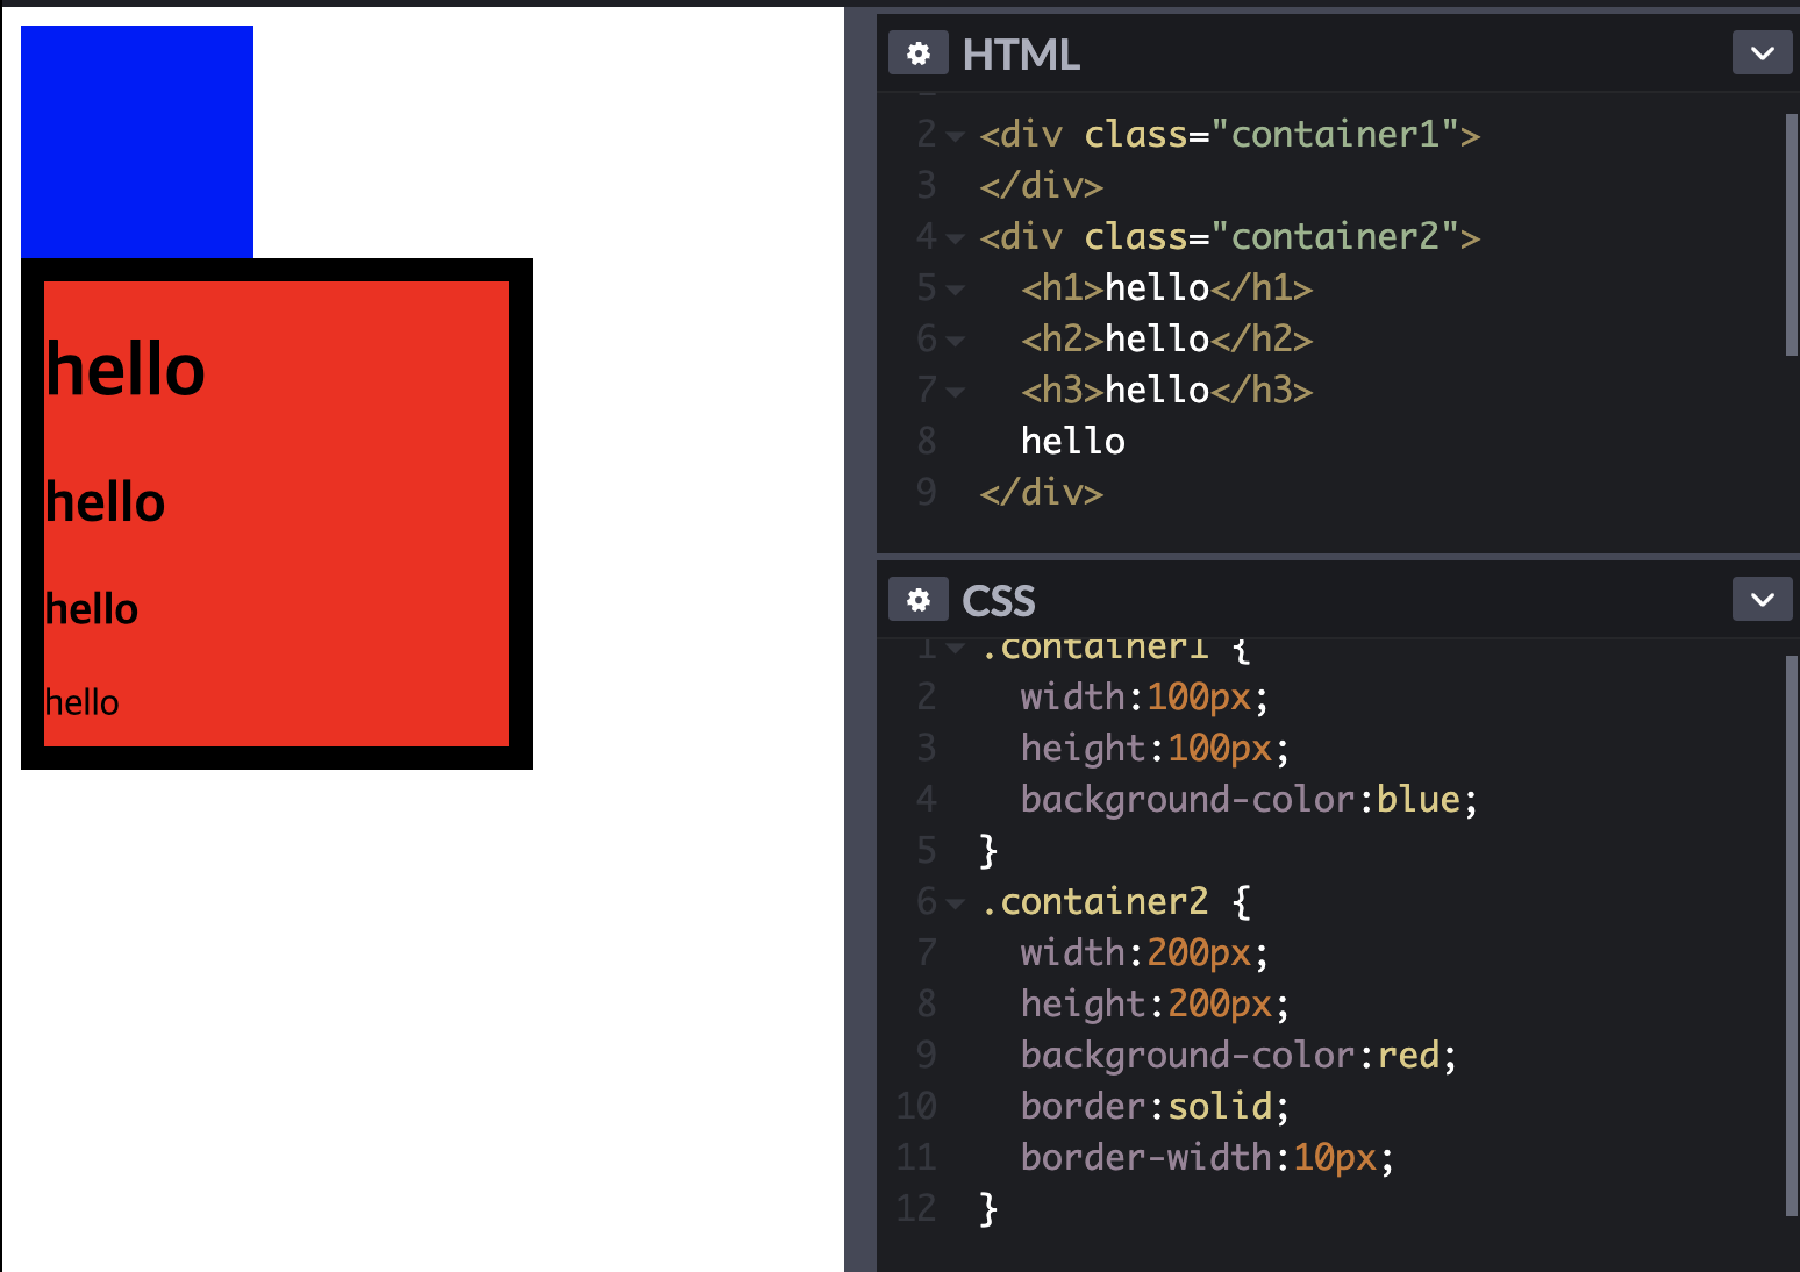 hello
hello
hello
hello
HTML
2 <div class="container1">
3 </div>
4 <div class="container2">
5 <h1>hello</h1>
6 <h2>hello</h2>
7 <h3>hello</h3>
8 hello
9 </div>
CSS
1 .container1 {
2 width:100px;
3 height:100px;
4 background-color:blue;
5 }
6 .container2 {
7 width:200px;
8 height:200px;
9 background-color:red;
10 border:solid;
11 border-width:10px;
12 }